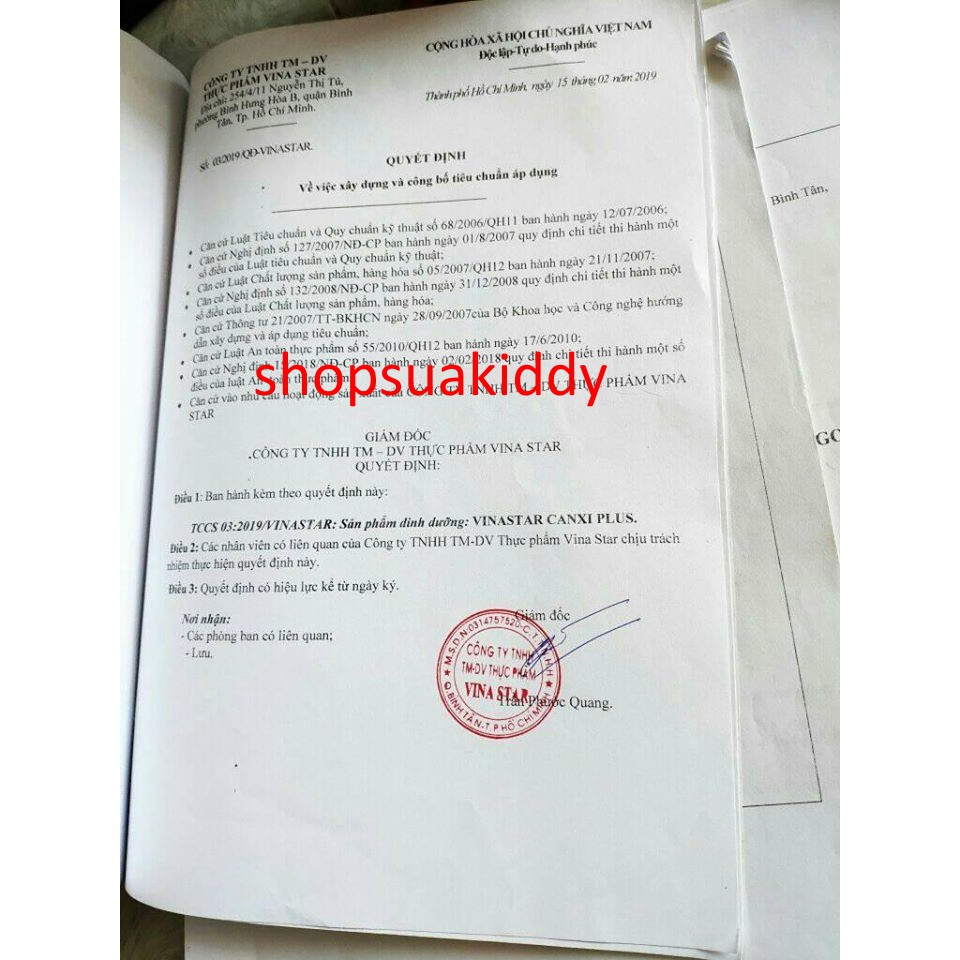 CÔNG TY TNHH TM – DV
THỰC PHẨM VINA STAR
Địa chỉ: 254/4/11 Nguyễn Thị Tú,
phường Bình Hưng Hòa B, quận Bình
Tân, Tp. Hồ Chí Minh.
Số: 03/2019/QĐ-VINASTAR.
CỘNG HÒA XÃ HỘI CHỦ NGHĨA VIỆT NAM
Độc lập-Tự do-Hạnh phúc
Thành phố Hồ Chí Minh, ngày 15 tháng 02 năm 2019
QUYẾT ĐỊNH
Về việc xây dựng và công bố tiêu chuẩn áp dụng
• Căn cứ Luật Tiêu chuẩn và Quy chuẩn kỹ thuật số 68/2006/QH11 ban hành ngày 12/07/2006;
• Căn cứ Nghị định số 127/2007/NĐ-CP ban hành ngày 01/8/2007 quy định chi tiết thi hành một
số điều của Luật tiêu chuẩn và Quy chuẩn kỹ thuật;
• Căn cứ Luật Chất lượng sản phẩm, hàng hóa số 05/2007/QH12 ban hành ngày 21/11/2007;
• Căn cứ Nghị định số 132/2008/NĐ-CP ban hành ngày 31/12/2008 quy định chi tiết thi hành một
số điều của Luật Chất lượng sản phẩm, hàng hóa;
• Căn cứ Thông tư 21/2007/TT-BKHCN ngày 28/09/2007của Bộ Khoa học và Công nghệ hướng
dẫn xây dựng và áp dụng tiêu chuẩn;
• Căn cứ Luật An toàn thực phẩm số 55/2010/QH12 ban hành ngày 17/6/2010;
• Căn cứ Nghị định 15/2018/NĐ-CP ban hành ngày 02/02/2018 quy định chi tiết thi hành một số
điều của luật An toàn thực phẩm
• Căn cứ vào nhu cầu hoạt động sản xuất của CÔNG TY TNHH TM – DV THỰC PHẨM VINA
STAR
shopsuakiddy
GIÁM ĐỐC
CÔNG TY TNHH TM – DV THỰC PHẨM VINA STAR
QUYẾT ĐỊNH:
Điều 1: Ban hành kèm theo quyết định này:
TCCS 03:2019/VINASTAR: Sản phẩm dinh dưỡng: VINASTAR CANXI PLUS.
Điều 2: Các nhân viên có liên quan của Công ty TNHH TM-DV Thực phẩm Vina Star chịu trách
nhiệm thực hiện quyết định này.
Điều 3: Quyết định có hiệu lực kể từ ngày ký.
Nơi nhận:
- Các phòng ban có liên quan;
- Lưu.
Giám đốc
M.S.D.N:0314757520-C.T.T.N.H.H
CÔNG TY TNHH
TM-DV THỰC PHẨM
VINA STAR
Q.BÌNH TÂN-T.P HỒ CHÍ MINH
Trần Phước Quang.
Bình Tân,
GC